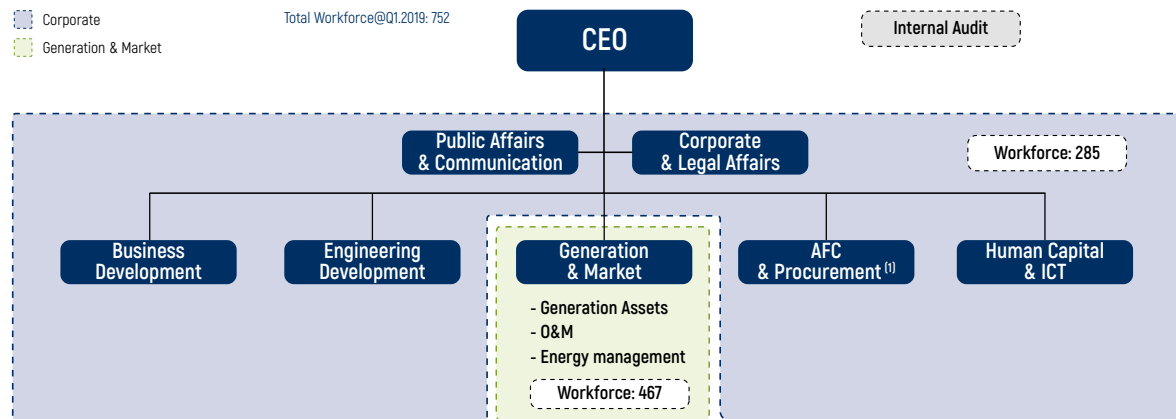 Corporate
Total Workforce@Q1.2019: 752
CEO
Internal Audit
Generation & Market
Public Affairs
& Communication
Corporate
& Legal Affairs
Workforce: 285
Business
Development
Engineering
Development
Generation
& Market
AFC
& Procurement (1)
Human Capital
& ICT
- Generation Assets
- O&M
- Energy management
Workforce: 467